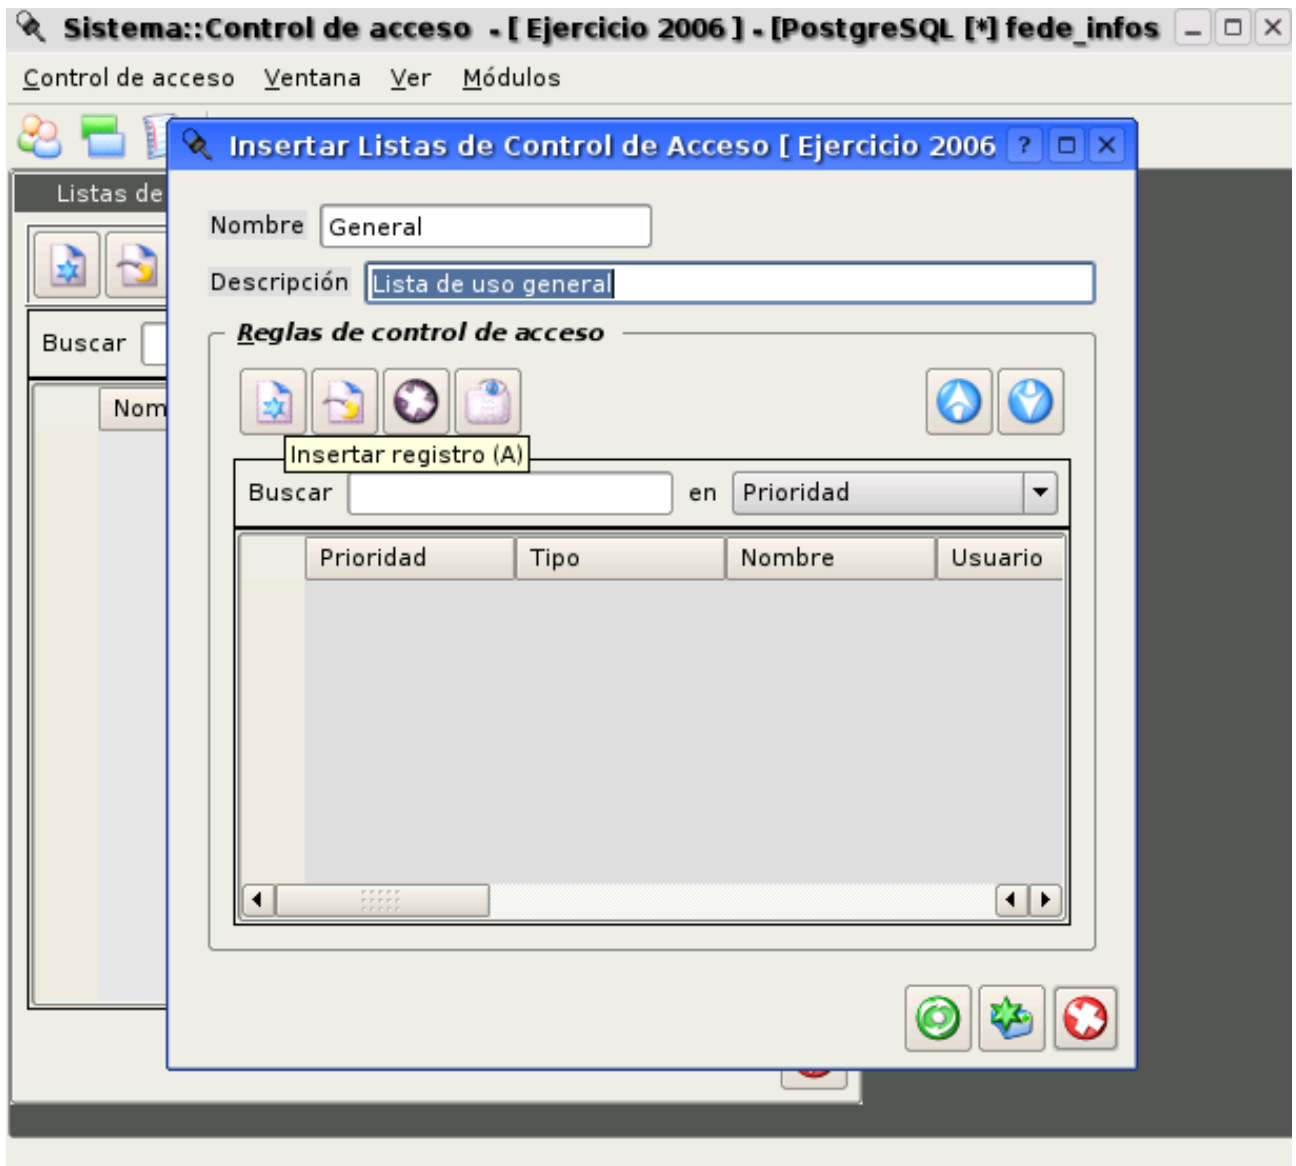 Sistema::Control de acceso - [ Ejercicio 2006 ] - [PostgreSQL [*] fede_infos
Control de acceso Ventana Ver Módulos
Insertar Listas de Control de Acceso [ Ejercicio 2006
Listas de
Nombre General
Descripción Lista de uso general
Buscar
Reglas de control de acceso
Nom
Insertar registro (A)
Buscar en Prioridad
Prioridad Tipo Nombre Usuario